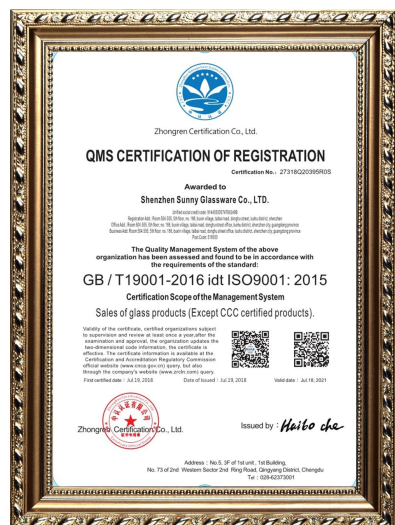 Zhongren Certification Co., Ltd.
QMS CERTIFICATION OF REGISTRATION
Certification No.: 27318Q20395R0S
Awarded to
Shenzhen Sunny Glassware Co., LTD.
The Quality Management System of the above
organization has been assessed and found to be in accordance with
the requirements of the standard:
GB / T19001-2016 idt ISO9001: 2015
Certification Scope of the Management System
Sales of glass products (Except CCC certified products).
Validity of the certificate, certified organizations subject
to supervision and review at least once a year, after the
examination and approval, the organization updates the
two-dimensional code information, the certificate is
effective. The certificate information is available at the
Certification and Accreditation Regulatory Commission
official website (www.cnca.gov.cn) query, but also
through the company's website (www.zrcln.com) query.
First certified date : Jul.19, 2018 Date of Issued : Jul 19, 2018 Valid date : Jul 18, 2021
Zhongren Certification Co., Ltd.
Issued by : Haibo che
Address : No.5, 3F of 1st unit , 1st Building,
No. 73 of 2nd Western Sector 2nd Ring Road, Qingyang District, Chengdu
Tel : 028-62373001